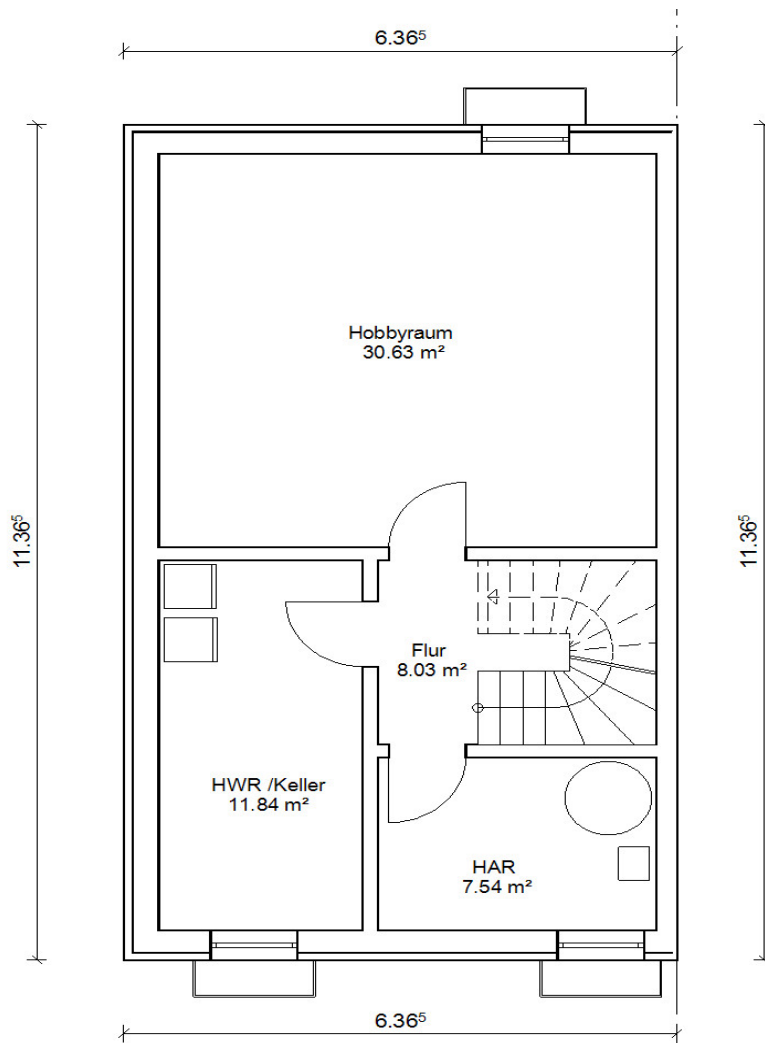 6.36⁵
11.36⁵
11.36⁵
Hobbyraum
30.63 m²
Flur
8.03 m²
HWR /Keller
11.84 m²
HAR
7.54 m²
6.36⁵